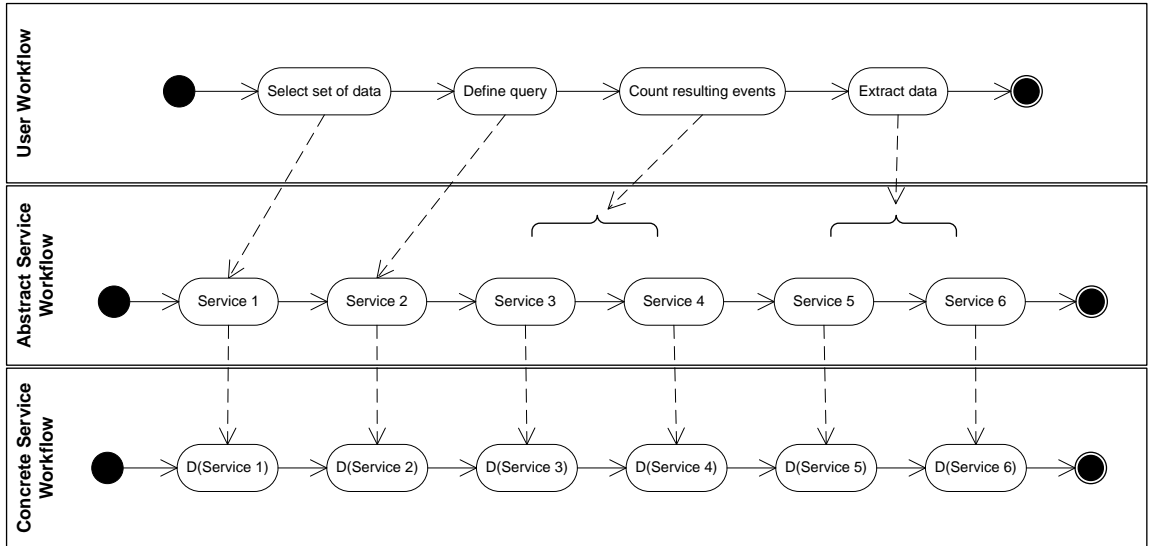 User Workflow
Select set of data
Define query
Count resulting events
Extract data
Abstract Service
Workflow
Service 1
Service 2
Service 3
Service 4
Service 5
Service 6
Concrete Service
Workflow
D(Service 1)
D(Service 2)
D(Service 3)
D(Service 4)
D(Service 5)
D(Service 6)